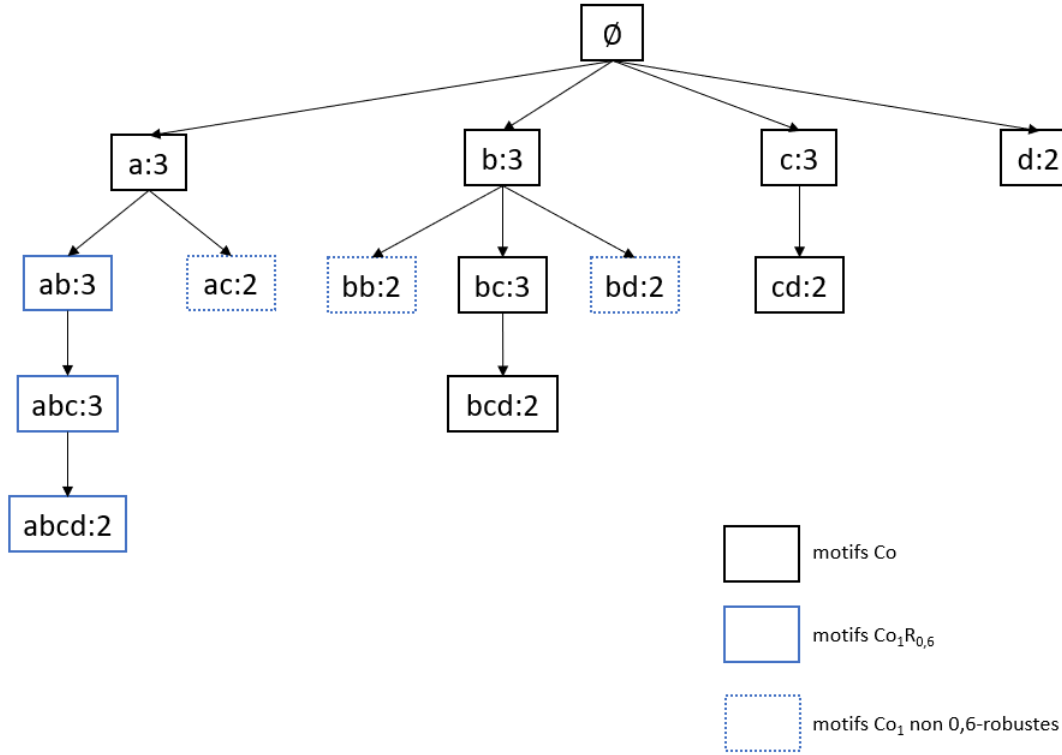 Ø
a:3
b:3
c:3
d:2
ab:3
ac:2
bb:2
bc:3
bd:2
cd:2
abc:3
bcd:2
abcd:2
motifs Co
motifs Co₁R₀,₆
motifs Co₁ non 0,6-robustes